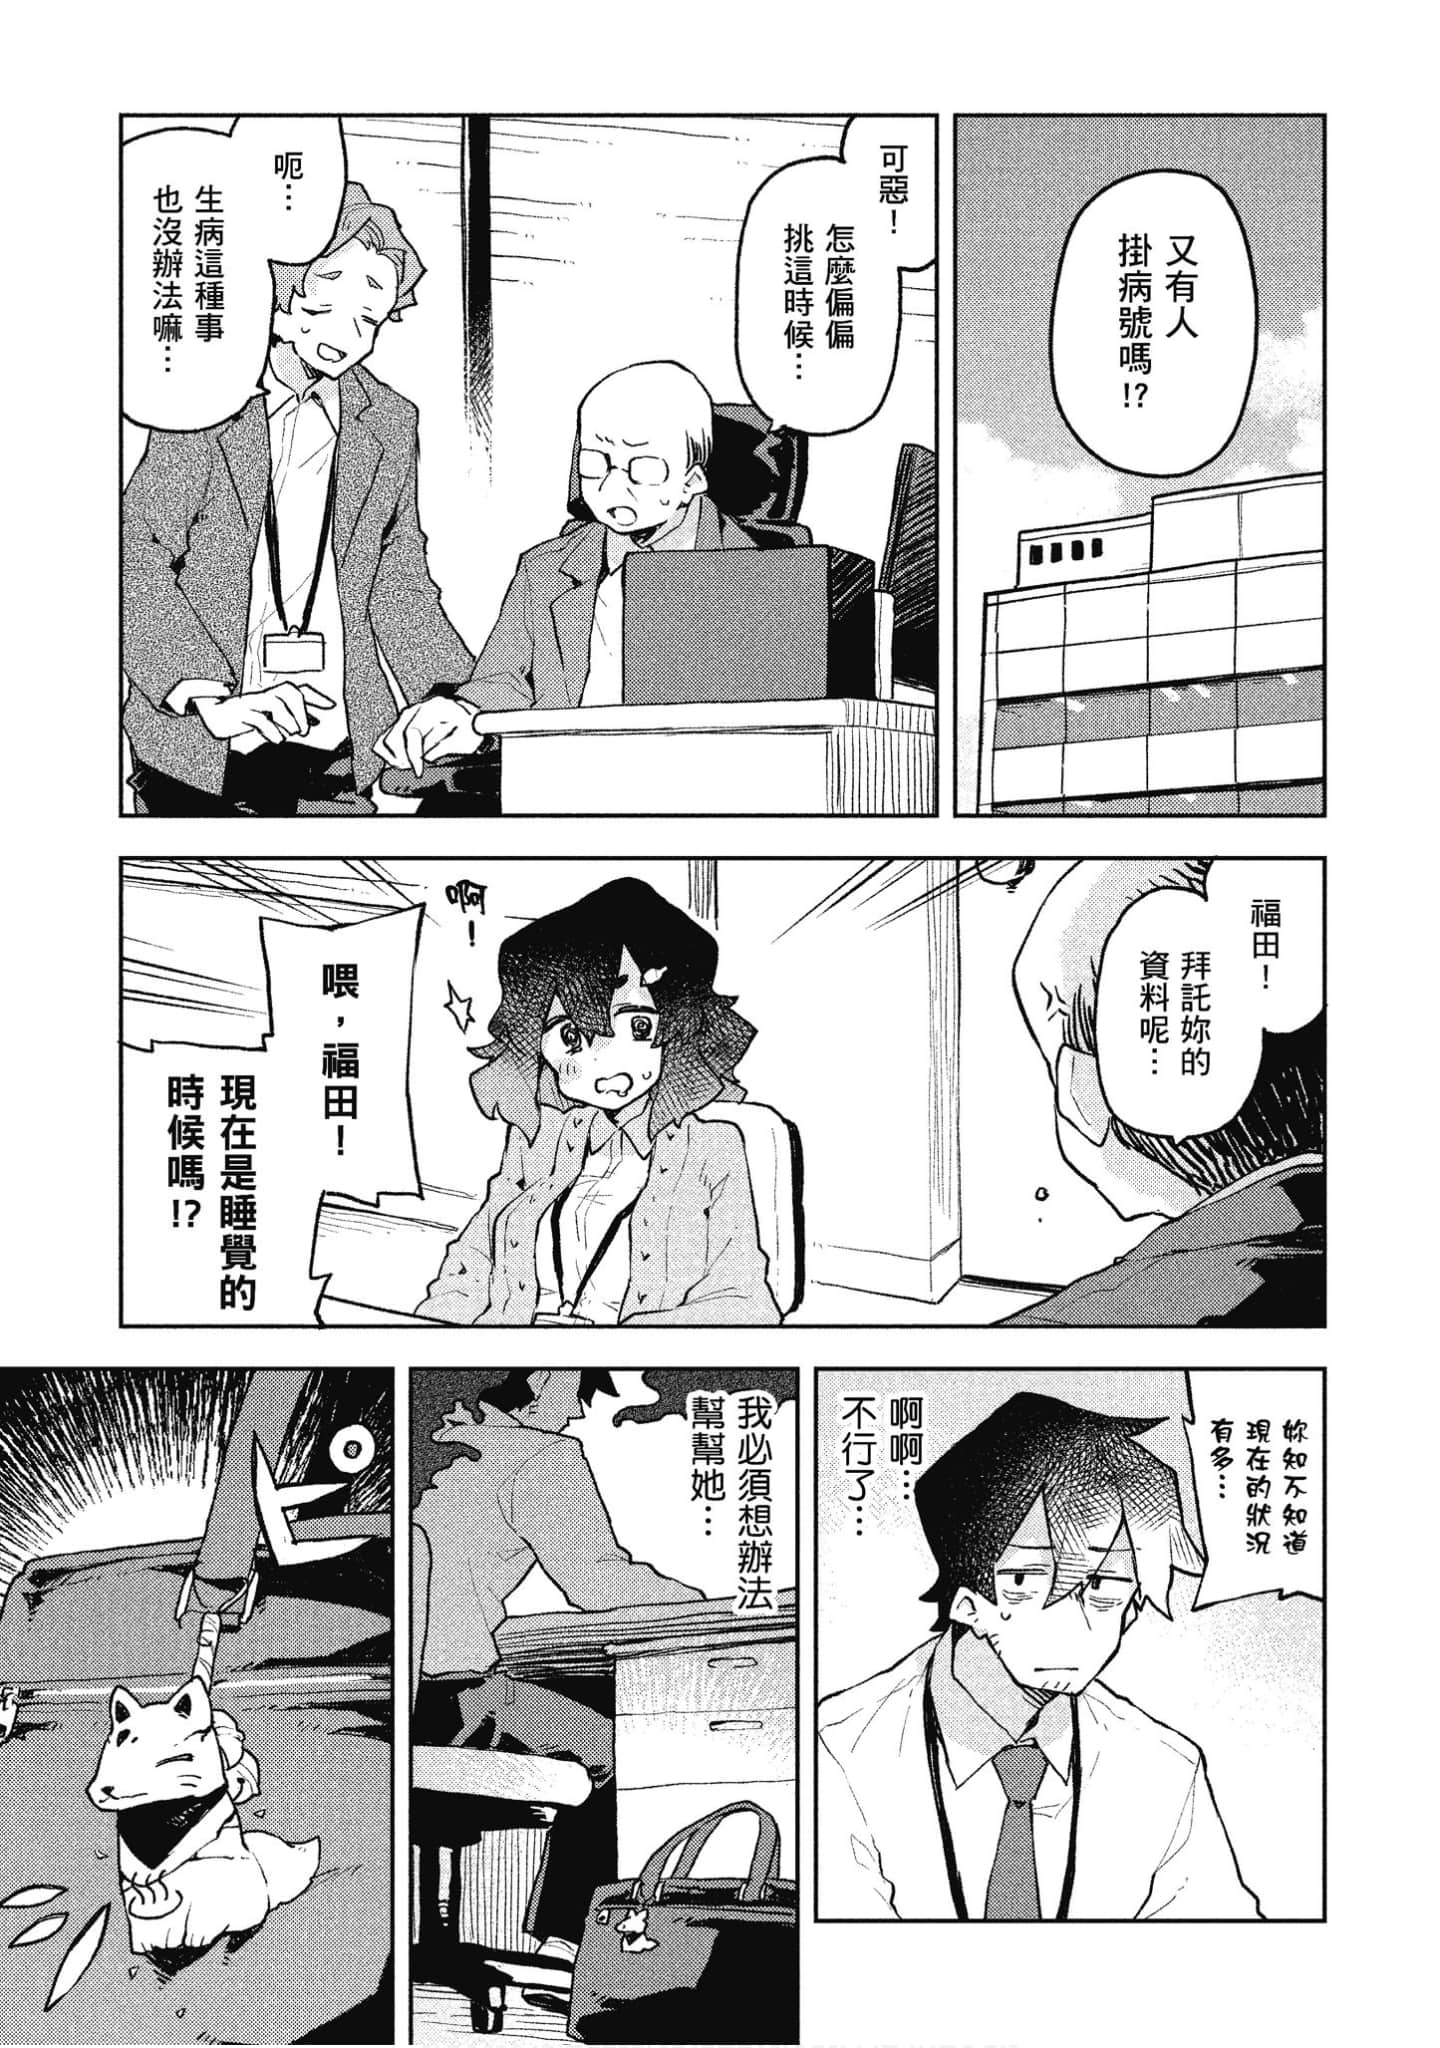 又有人
掛病號嗎!?
可惡！
怎麼偏偏
挑這時候…
呃…
生病這種事
也沒辦法嘛…
福田！
拜託妳的
資料呢…
啊！
喂，福田！
現在是睡覺的
時候嗎!?
妳知不知道
現在的狀況
有多…
啊啊…
不行了…
我必須想辦法
幫幫她…